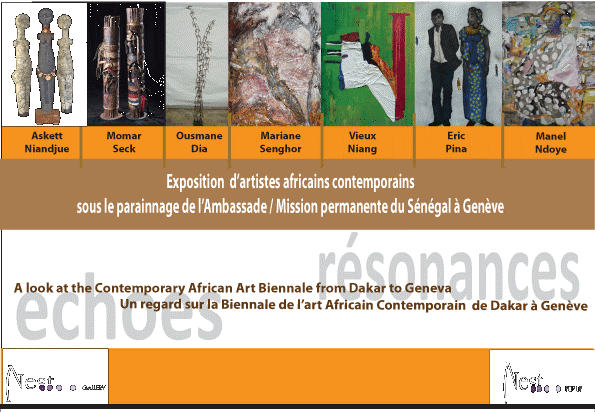 Askett Niandjue
Momar Seck
Ousmane Dia
Mariane Senghor
Vieux Niang
Eric Pina
Manel Ndoye
Exposition d'artistes africains contemporains
sous le parainnage de l'Ambassade / Mission permanente du Sénégal à Genève
résonances
echoes
A look at the Contemporary African Art Biennale from Dakar to Geneva
Un regard sur la Biennale de l'art Africain Contemporain de Dakar à Genève
Nest GALLERY
Nest POP UP